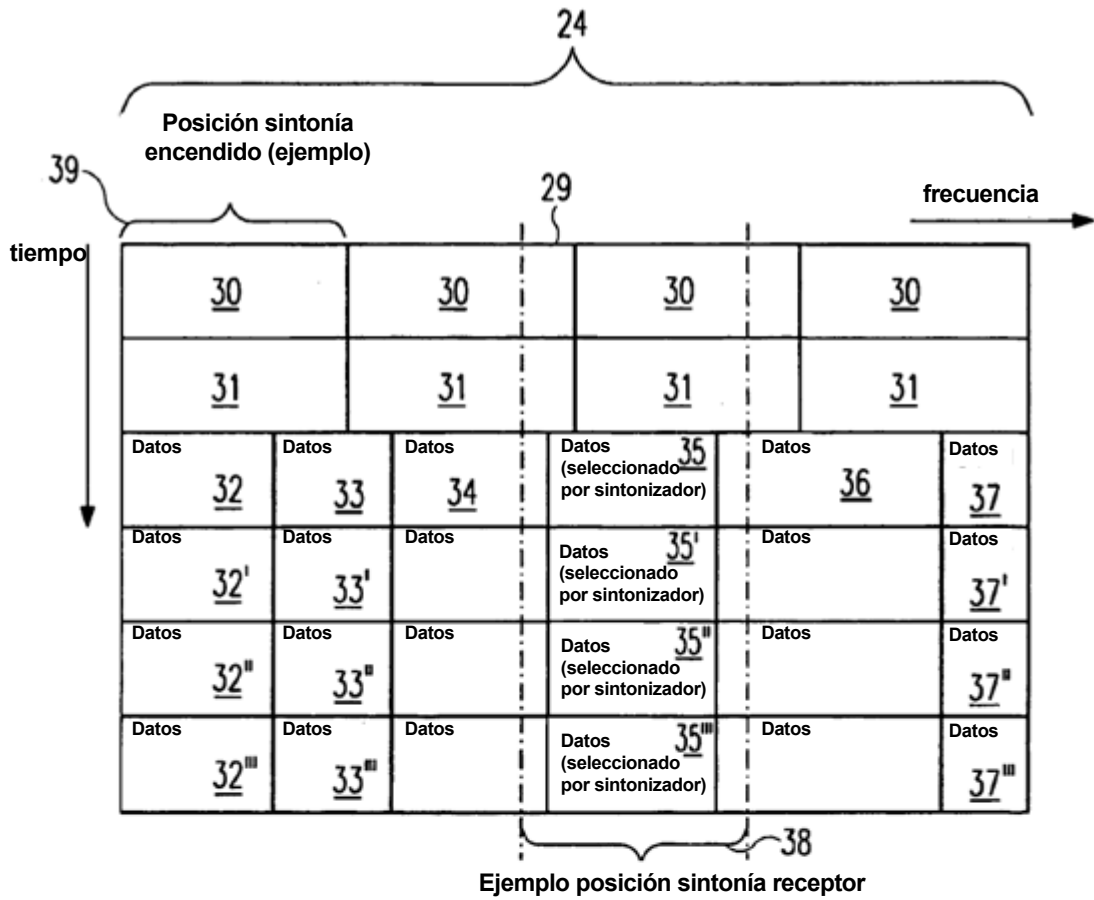 24
Posición sintonía
encendido (ejemplo)
39
29
frecuencia
tiempo
30 30 30 30
31 31 31 31
Datos 32
Datos 33
Datos 34
Datos 35
(seleccionado
por sintonizador)
Datos 36
Datos 37
Datos 32'
Datos 33'
Datos
Datos 35'
(seleccionado
por sintonizador)
Datos
Datos 37'
Datos 32''
Datos 33''
Datos
Datos 35''
(seleccionado
por sintonizador)
Datos
Datos 37''
Datos 32'''
Datos 33'''
Datos
Datos 35'''
(seleccionado
por sintonizador)
Datos
Datos 37'''
38
Ejemplo posición sintonía receptor